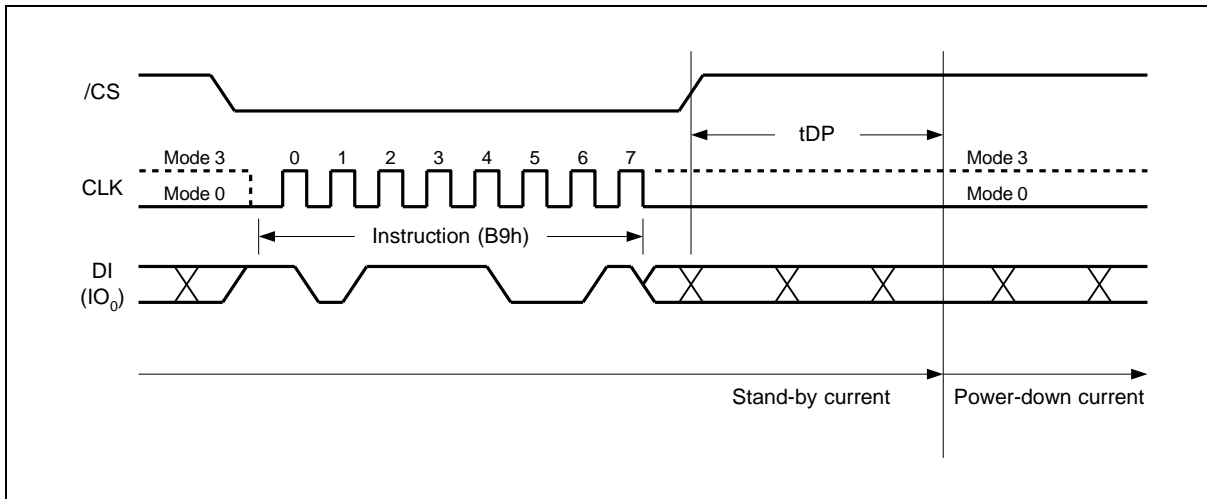 /CS
tDP
Mode 3
0 1 2 3 4 5 6 7
Mode 3
CLK
Mode 0
Mode 0
Instruction (B9h)
DI
(IO0)
Stand-by current
Power-down current